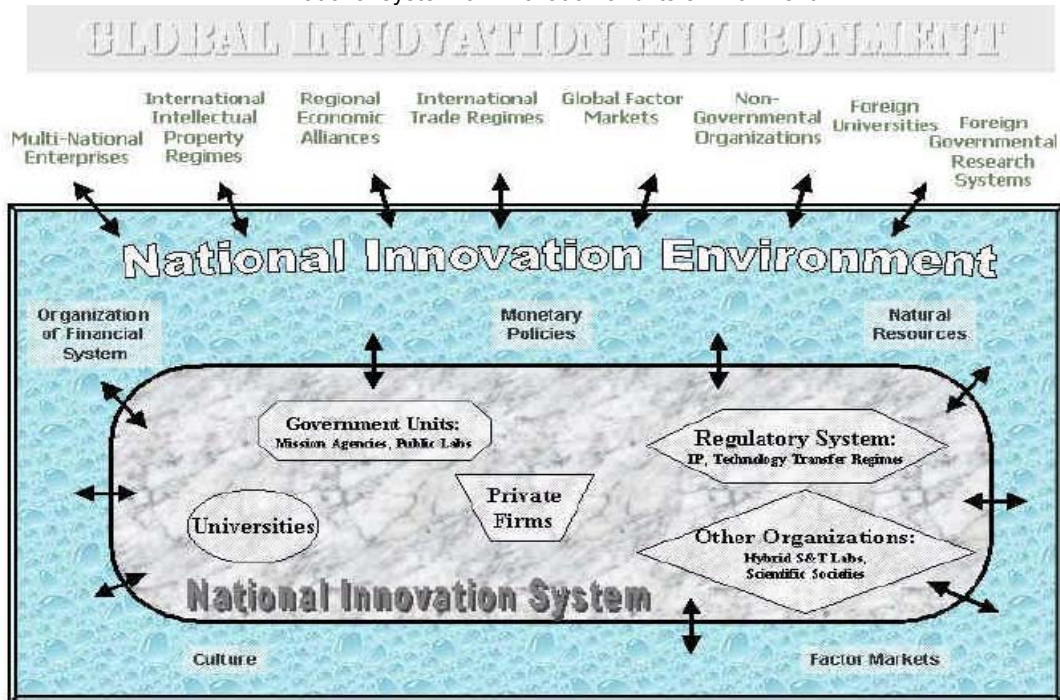 GLOBAL INNOVATION ENVIRONMENT
Multi-National
Enterprises
International
Intellectual
Property
Regimes
Regional
Economic
Alliances
International
Trade Regimes
Global Factor
Markets
Non-
Governmental
Organizations
Foreign
Universities
Foreign
Governmental
Research
Systems
National Innovation Environment
Organization
of Financial
System
Monetary
Policies
Natural
Resources
Government Units:
Mission Agencies, Public Labs
Regulatory System:
IP, Technology Transfer Regimes
Private
Firms
Universities
Other Organizations:
Hybrid S&T Labs,
Scientific Societies
National Innovation System
Culture
Factor Markets